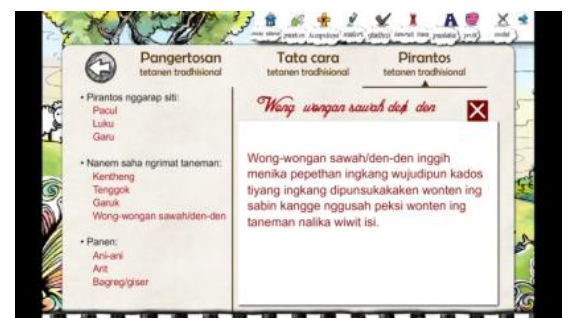 Pangertosan
tetanen tradhisional
Tata cara
tetanen tradhisional
Pirantos
tetanen tradhisional
• Pirantos nggarap siti:
Pacul
Luku
Garu
• Nanem saha ngrimat taneman:
Kentheng
Tenggok
Garuk
Wong-wongan sawah/den-den
• Panen:
Ani-ani
Arit
Bagreg/giser
Wong wongan sawah den den
Wong-wongan sawah/den-den inggih
menika pepethan ingkang wujudipun kados
tiyang ingkang dipunsukakaken wonten ing
sabin kangge nggusah peksi wonten ing
taneman nalika wiwit isi.